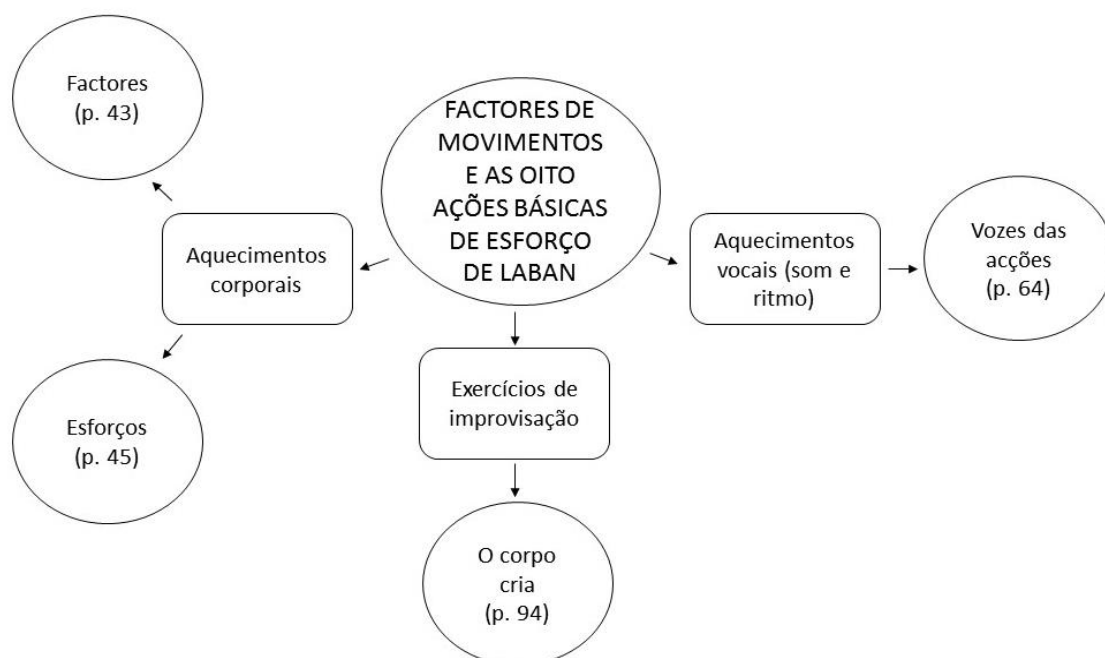 Factores
(p. 43)
FACTORES DE
MOVIMENTOS
E AS OITO
AÇÕES BÁSICAS
DE ESFORÇO
DE LABAN
Aquecimentos
corporais
Aquecimentos
vocais (som e
ritmo)
Vozes das
acções
(p. 64)
Esforços
(p. 45)
Exercícios de
improvisação
O corpo
cria
(p. 94)